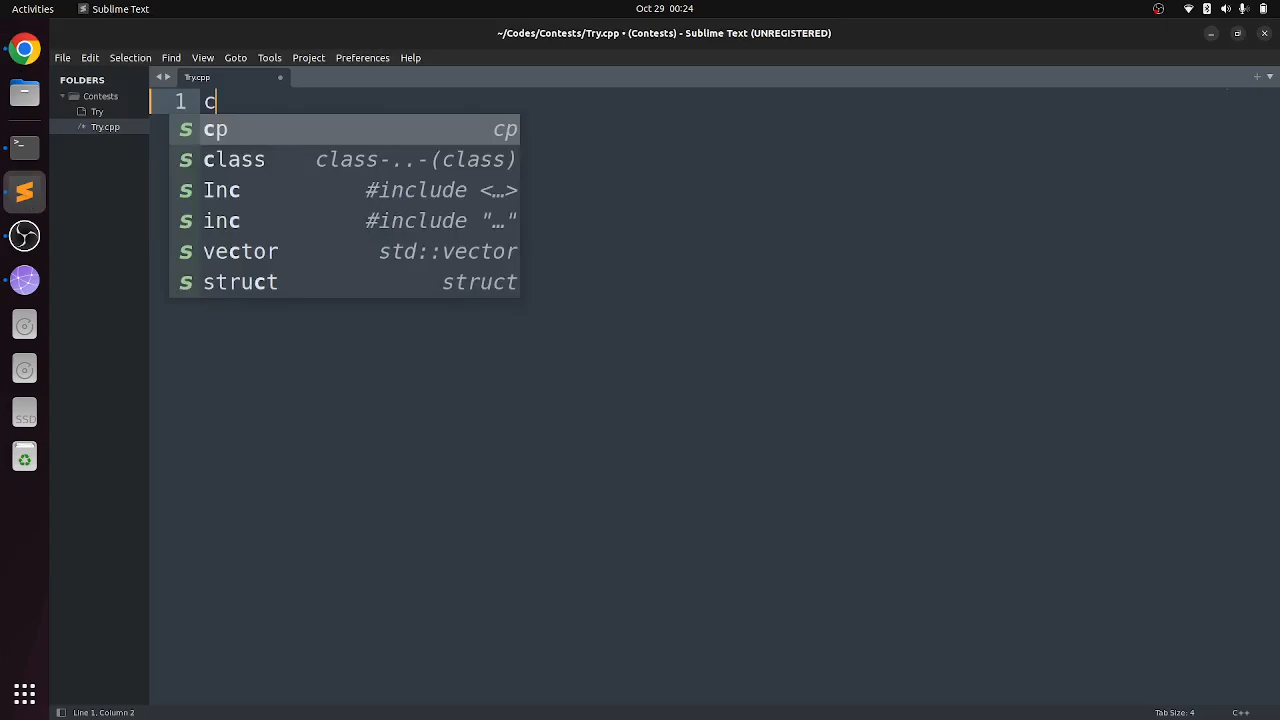 Activities Sublime Text Oct 29 00:24
~/Codes/Contests/Try.cpp • (Contests) - Sublime Text (UNREGISTERED)
File Edit Selection View Find Goto Tools Project Preferences Help
FOLDERS
Contests
Try
Try.cpp
Try.cpp
1 c
cp cp
class class-..-(class)
Inc #include <…>
inc #include "…"
vector std::vector
struct struct
SSD
Line 1, Column 2 Tab Size: 4 C++